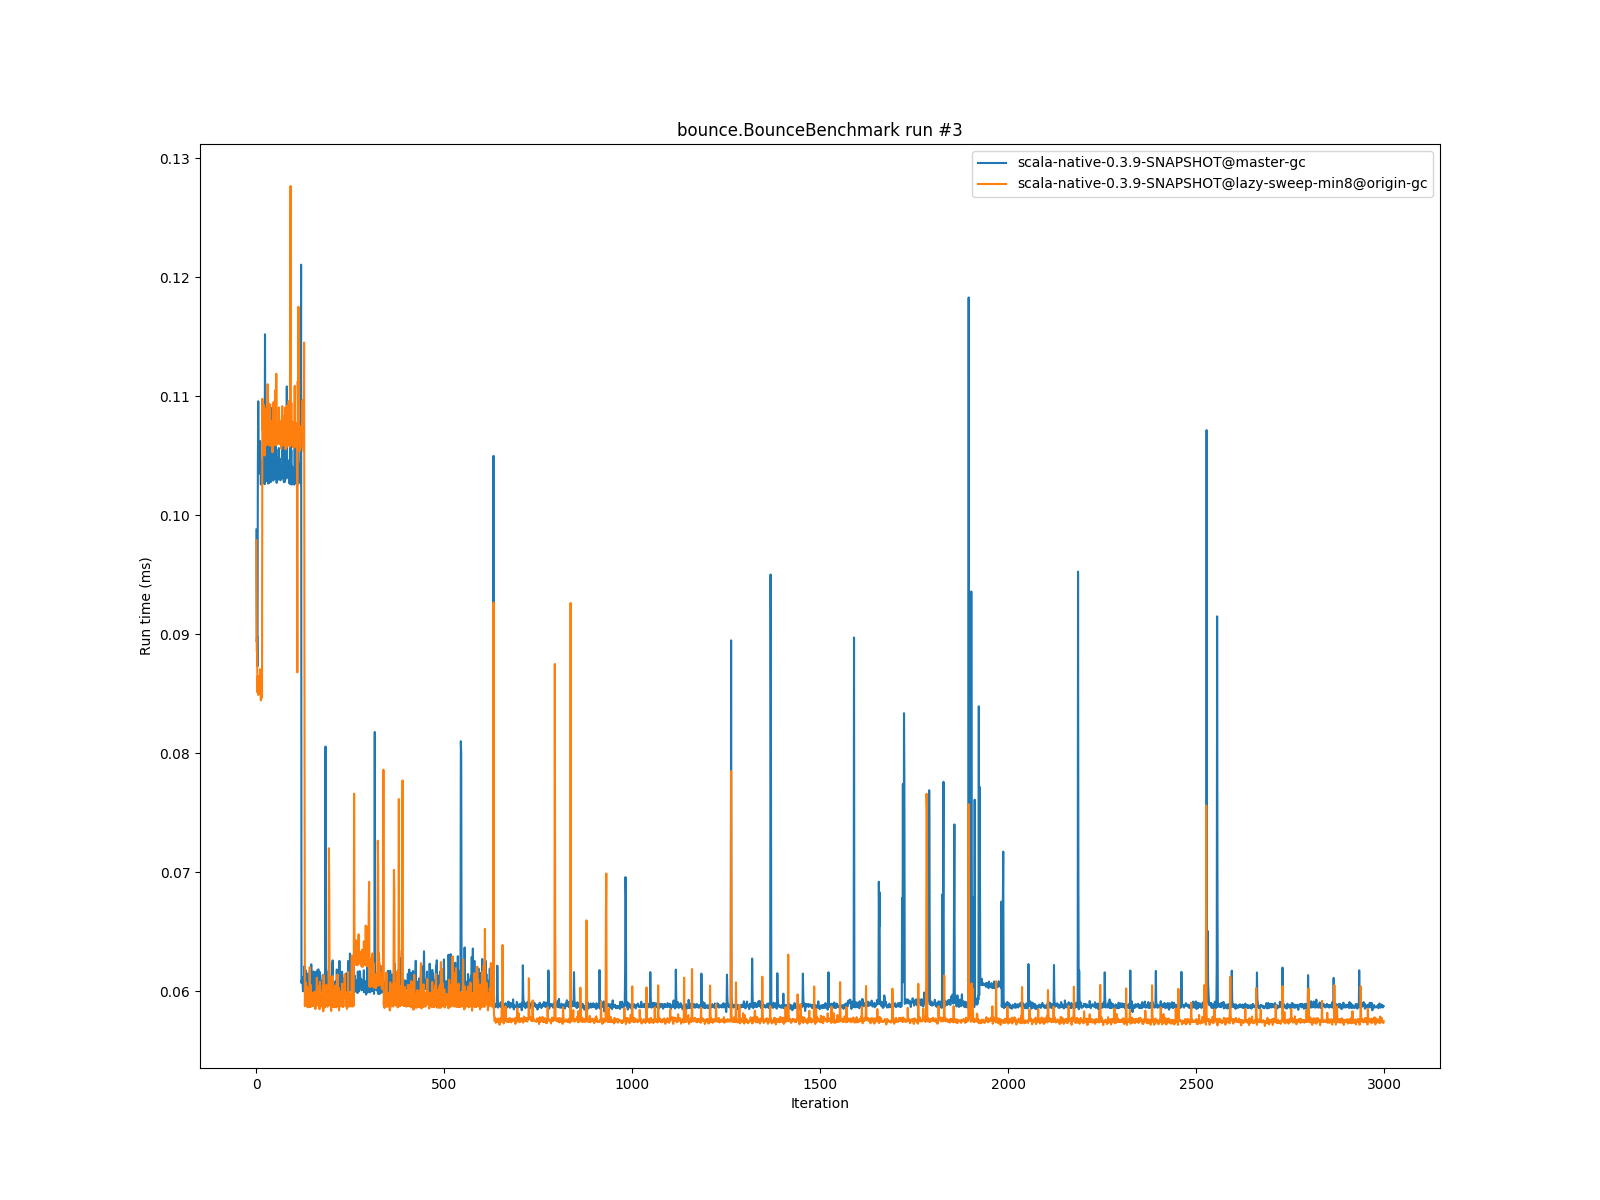 bounce.BounceBenchmark run #3
scala-native-0.3.9-SNAPSHOT@master-gc
scala-native-0.3.9-SNAPSHOT@lazy-sweep-min8@origin-gc
0.13
0.12
0.11
0.10
0.09
0.08
0.07
0.06
Run time (ms)
0 500 1000 1500 2000 2500 3000
Iteration